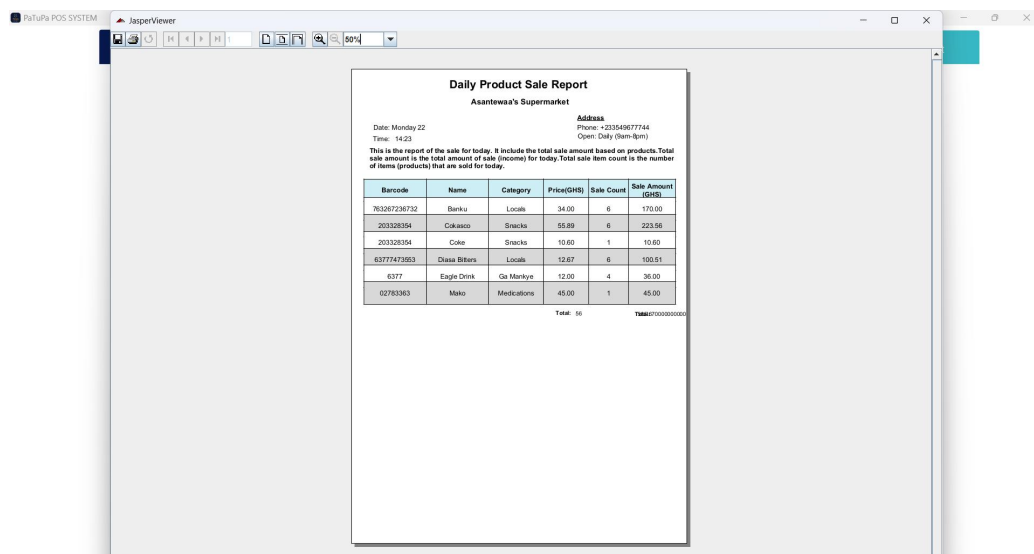 PaTuPa POS SYSTEM
JasperViewer
1
50%
Daily Product Sale Report
Asantewaa's Supermarket
Address
Date: Monday 22
Phone: +233549677744
Time: 14:23
Open: Daily (9am-8pm)
This is the report of the sale for today. It include the total sale amount based on products.Total
sale amount is the total amount of sale (income) for today.Total sale item count is the number
of items (products) that are sold for today.
Barcode Name Category Price(GHS) Sale Count Sale Amount (GHS)
763267236732 Banku Locals 34.00 6 170.00
203328354 Cokasco Snacks 55.89 6 223.56
203328354 Coke Snacks 10.60 1 10.60
63777473553 Diasa Bitters Locals 12.67 6 100.51
6377 Eagle Drink Ga Mankye 12.00 4 36.00
02783363 Mako Medications 45.00 1 45.00
Total: 56